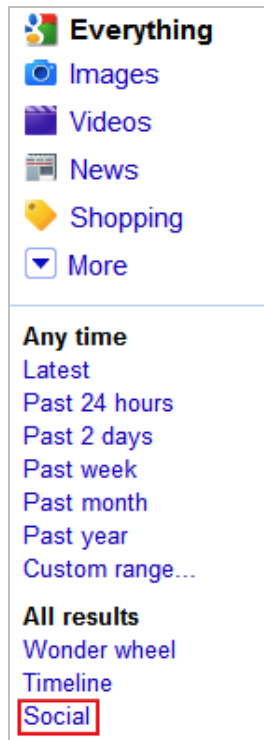 Everything
Images
Videos
News
Shopping
More
Any time
Latest
Past 24 hours
Past 2 days
Past week
Past month
Past year
Custom range...
All results
Wonder wheel
Timeline
Social